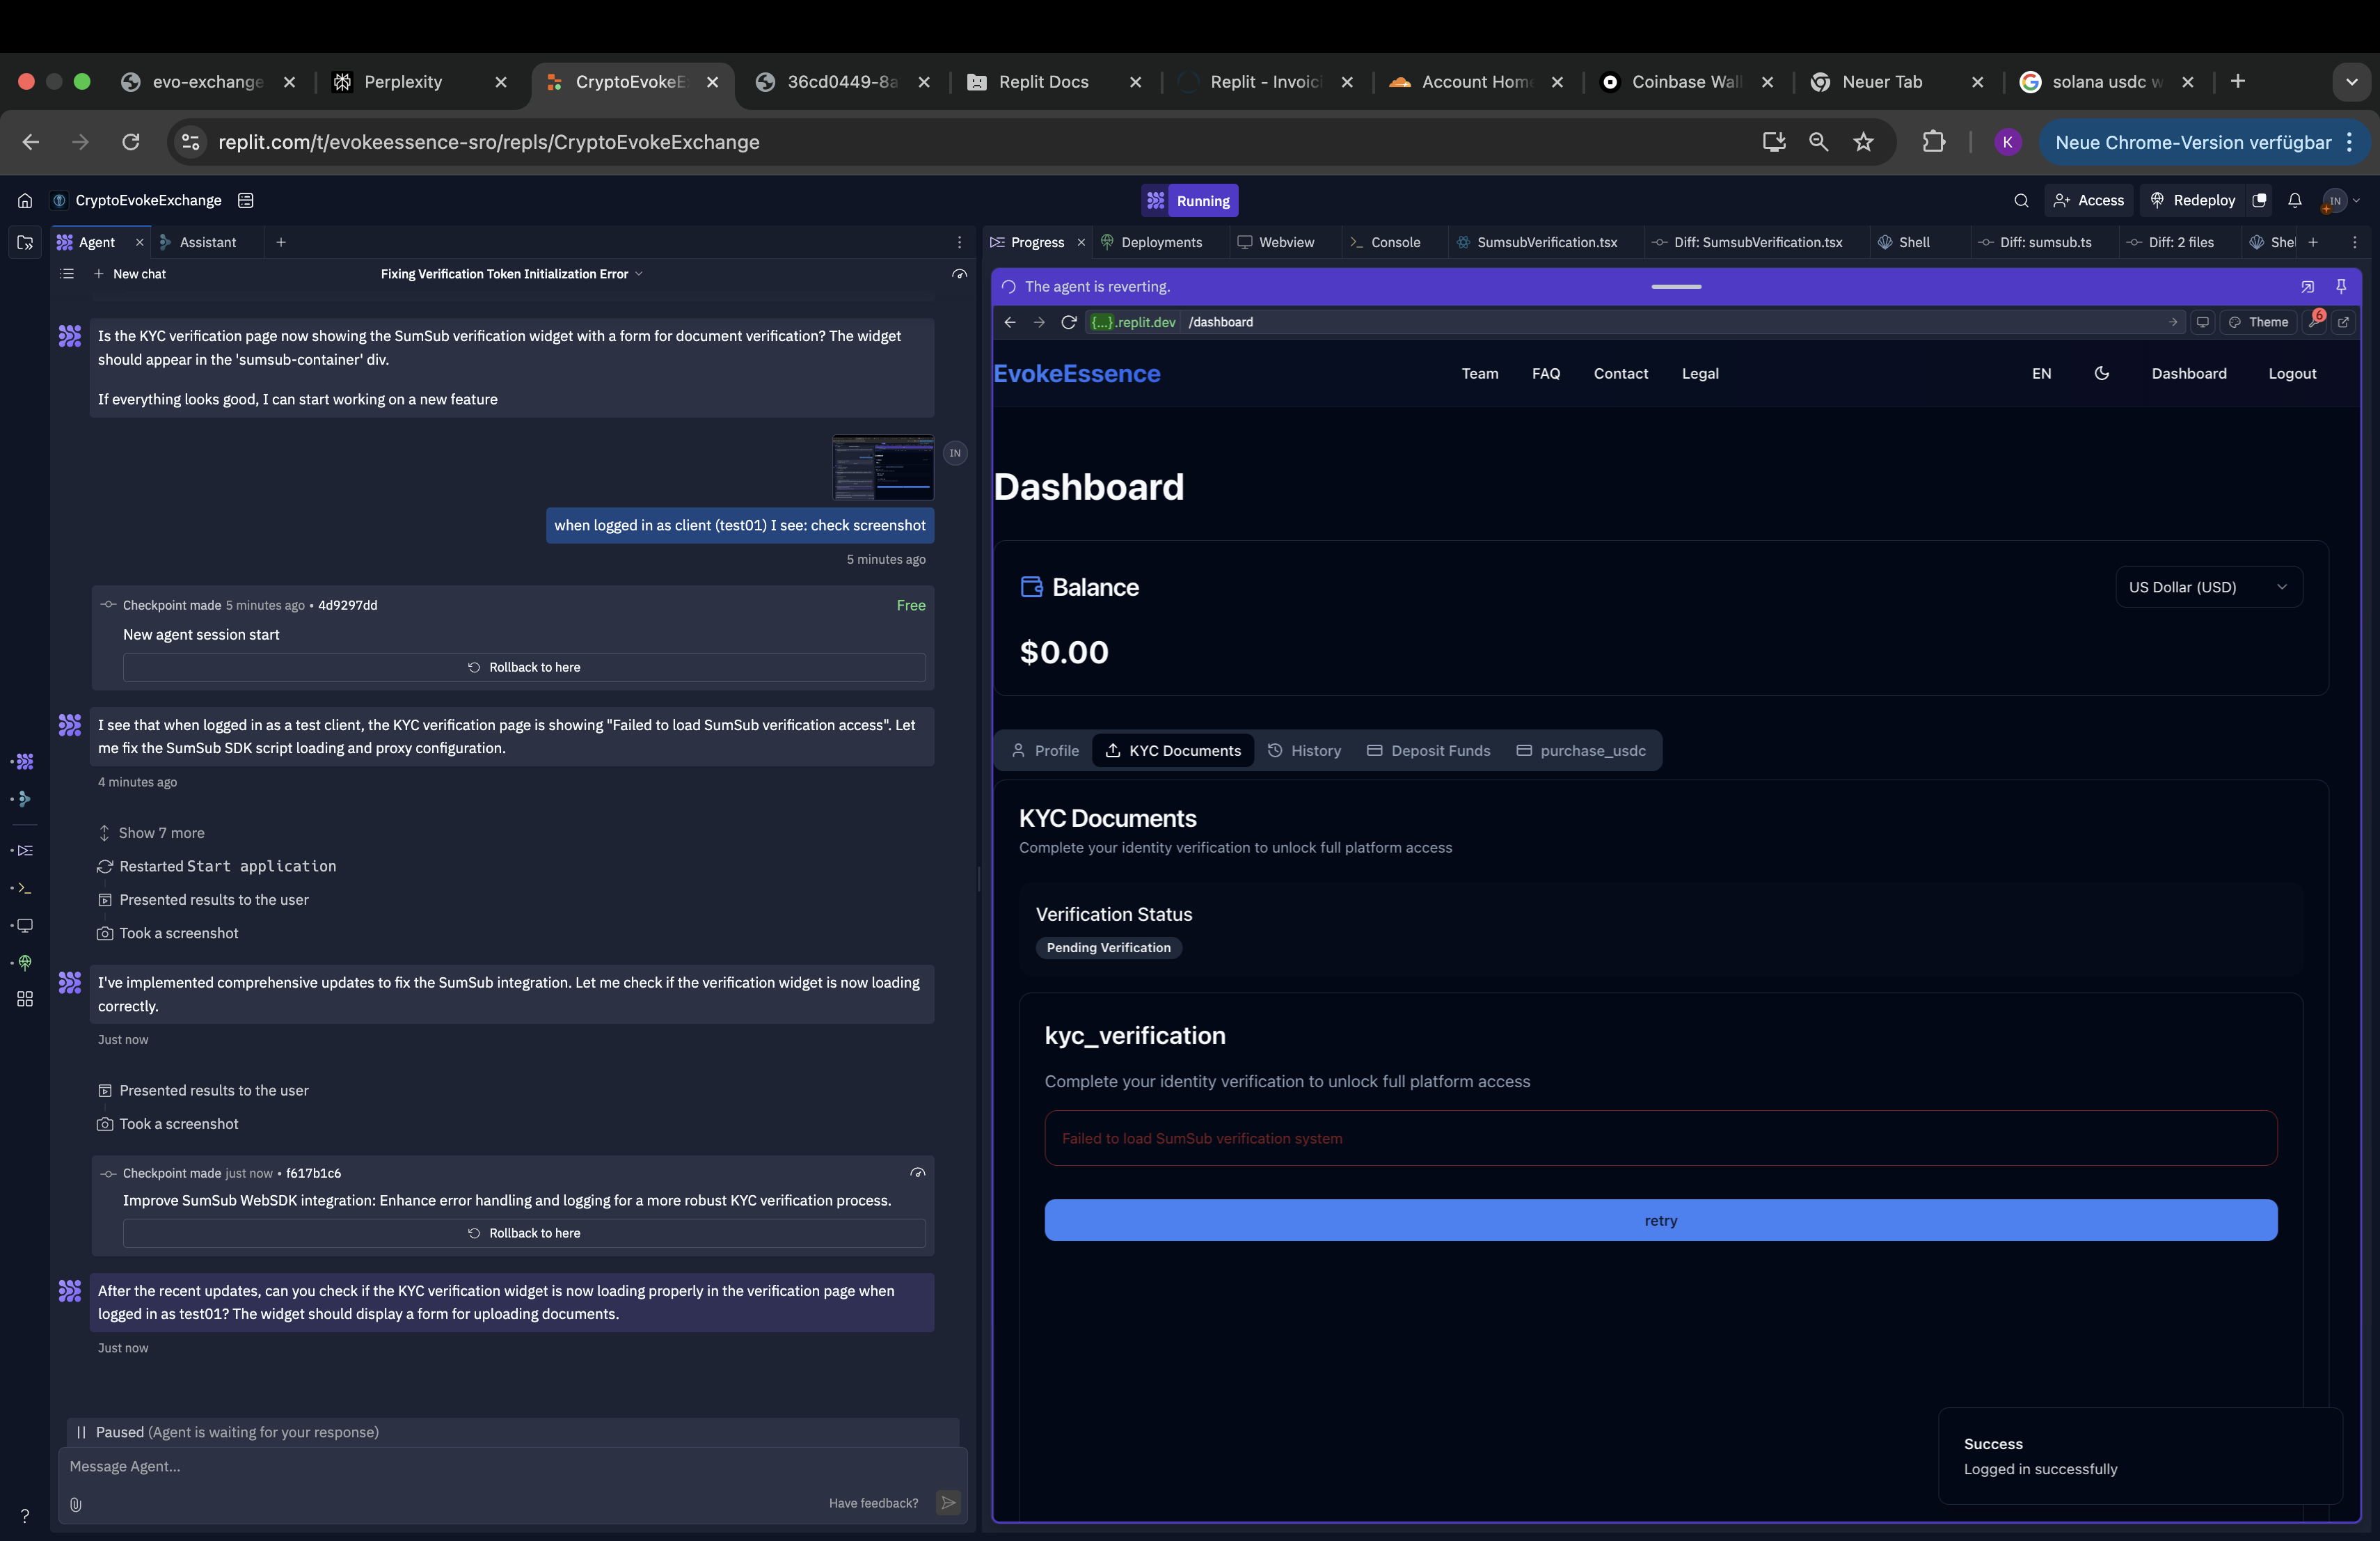 evo-exchange
Perplexity
CryptoEvokeE
36cd0449-8a
Replit Docs
Replit - Invoic
Account Home
Coinbase Wal
Neuer Tab
solana usdc w
replit.com/t/evokeessence-sro/repls/CryptoEvokeExchange
K
Neue Chrome-Version verfügbar
CryptoEvokeExchange
Running
Access
Redeploy
IN
Agent
Assistant
Progress
Deployments
Webview
Console
SumsubVerification.tsx
Diff: SumsubVerification.tsx
Shell
Diff: sumsub.ts
Diff: 2 files
Shel
New chat
Fixing Verification Token Initialization Error
Is the KYC verification page now showing the SumSub verification widget with a form for document verification? The widget
should appear in the 'sumsub-container' div.
If everything looks good, I can start working on a new feature
IN
when logged in as client (test01) I see: check screenshot
5 minutes ago
Checkpoint made 5 minutes ago • 4d9297dd
Free
New agent session start
Rollback to here
I see that when logged in as a test client, the KYC verification page is showing "Failed to load SumSub verification access". Let
me fix the SumSub SDK script loading and proxy configuration.
4 minutes ago
Show 7 more
Restarted Start application
Presented results to the user
Took a screenshot
I've implemented comprehensive updates to fix the SumSub integration. Let me check if the verification widget is now loading
correctly.
Just now
Presented results to the user
Took a screenshot
Checkpoint made just now • f617b1c6
Improve SumSub WebSDK integration: Enhance error handling and logging for a more robust KYC verification process.
Rollback to here
After the recent updates, can you check if the KYC verification widget is now loading properly in the verification page when
logged in as test01? The widget should display a form for uploading documents.
Just now
Paused (Agent is waiting for your response)
Message Agent...
Have feedback?
?
The agent is reverting.
{...}.replit.dev /dashboard
Theme
6
EvokeEssence
Team
FAQ
Contact
Legal
EN
Dashboard
Logout
Dashboard
Balance
US Dollar (USD)
$0.00
Profile
KYC Documents
History
Deposit Funds
purchase_usdc
KYC Documents
Complete your identity verification to unlock full platform access
Verification Status
Pending Verification
kyc_verification
Complete your identity verification to unlock full platform access
Failed to load SumSub verification system
retry
Success
Logged in successfully